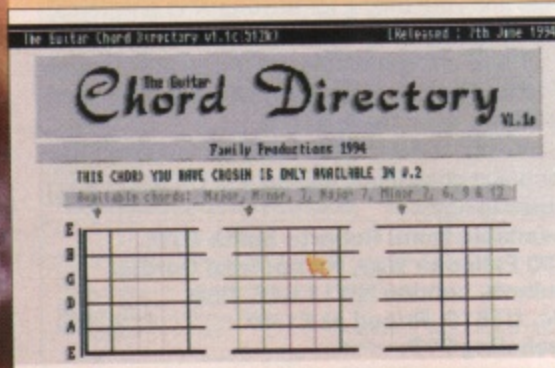 The Guitar Chord Directory v1.1c(512k) [Released : 7th June 1994
The Guitar
Chord Directory
V1.1c
Family Productions 1994
THIS CHORD YOU HAVE CHOSEN IS ONLY AVAILABLE IN V.2
Available chords: Major, Minor, 7, Major 7, Minor 7, 6, 9 & 13
E
B
G
D
A
E